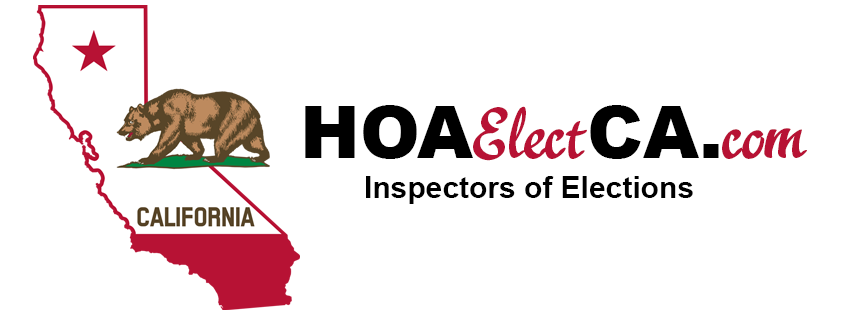 HOAElectCA.com
Inspectors of Elections
CALIFORNIA